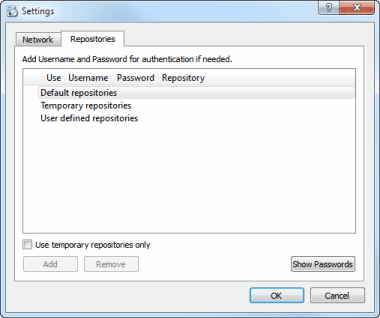 Settings
Network Repositories
Add Username and Password for authentication if needed.
Use Username Password Repository
Default repositories
Temporary repositories
User defined repositories
Use temporary repositories only
Add Remove Show Passwords
OK Cancel